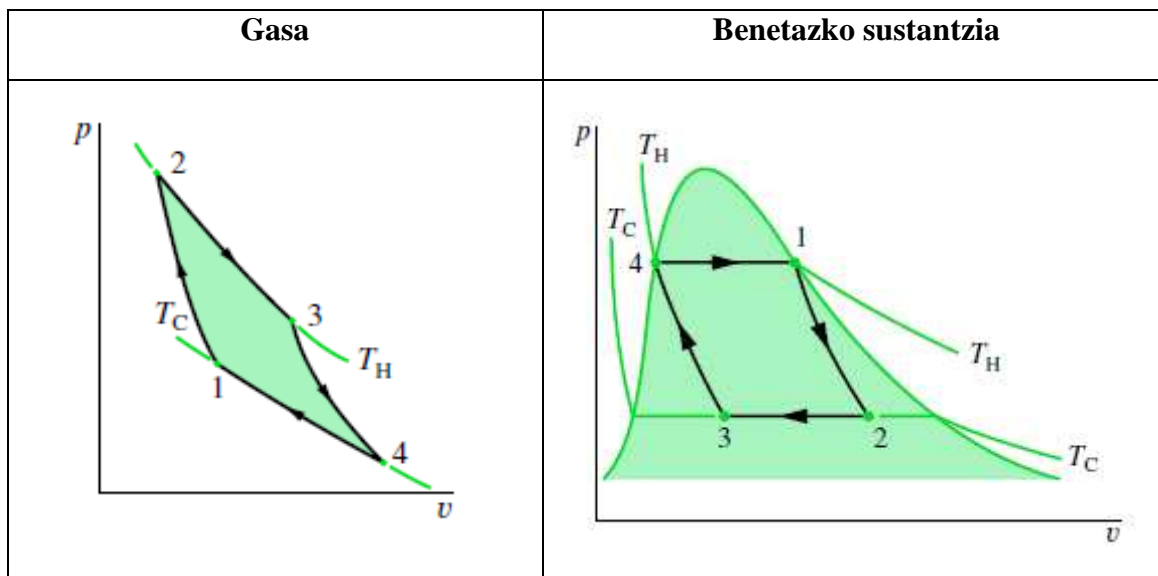 Gasa
Benetazko sustantzia
p
2
3
T_C
T_H
1
4
v
p
T_H
T_C
1
4
T_H
3
2
T_C
v